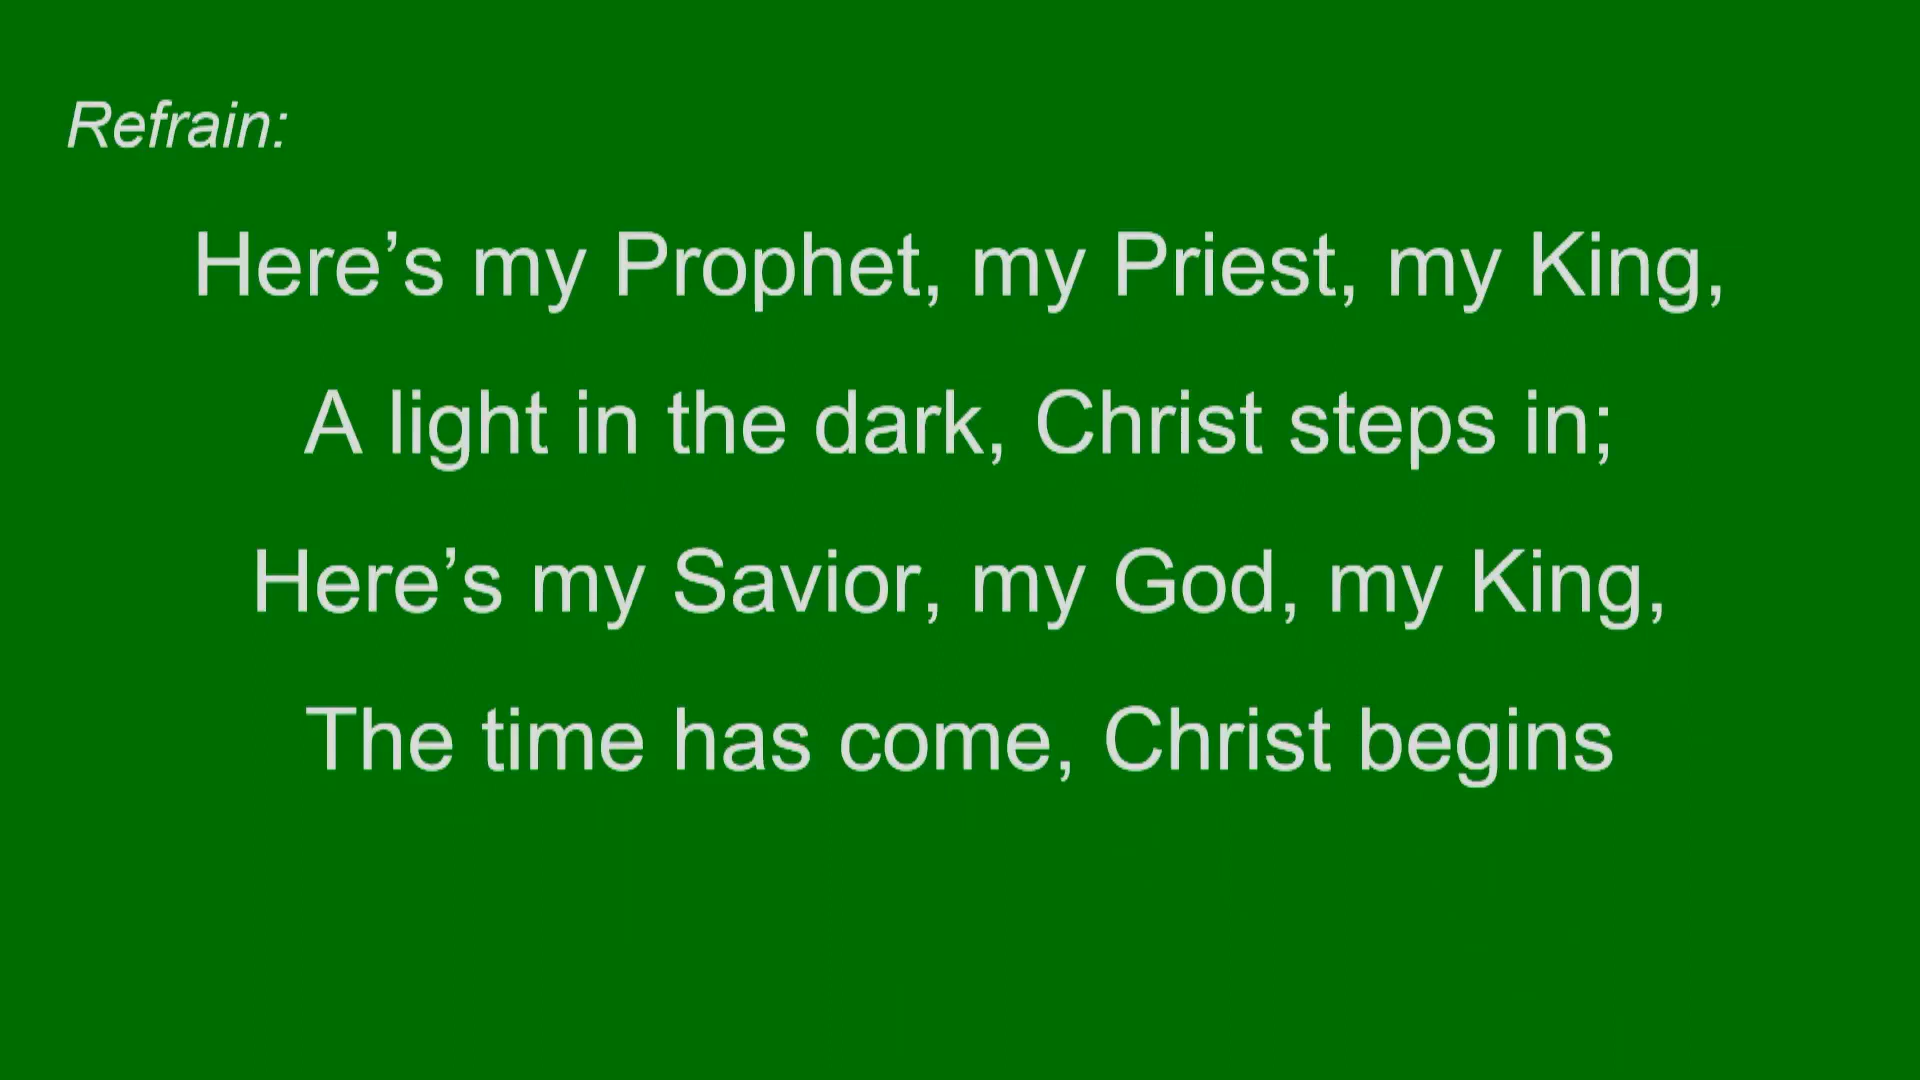 Refrain:
Here’s my Prophet, my Priest, my King,
A light in the dark, Christ steps in;
Here’s my Savior, my God, my King,
The time has come, Christ begins